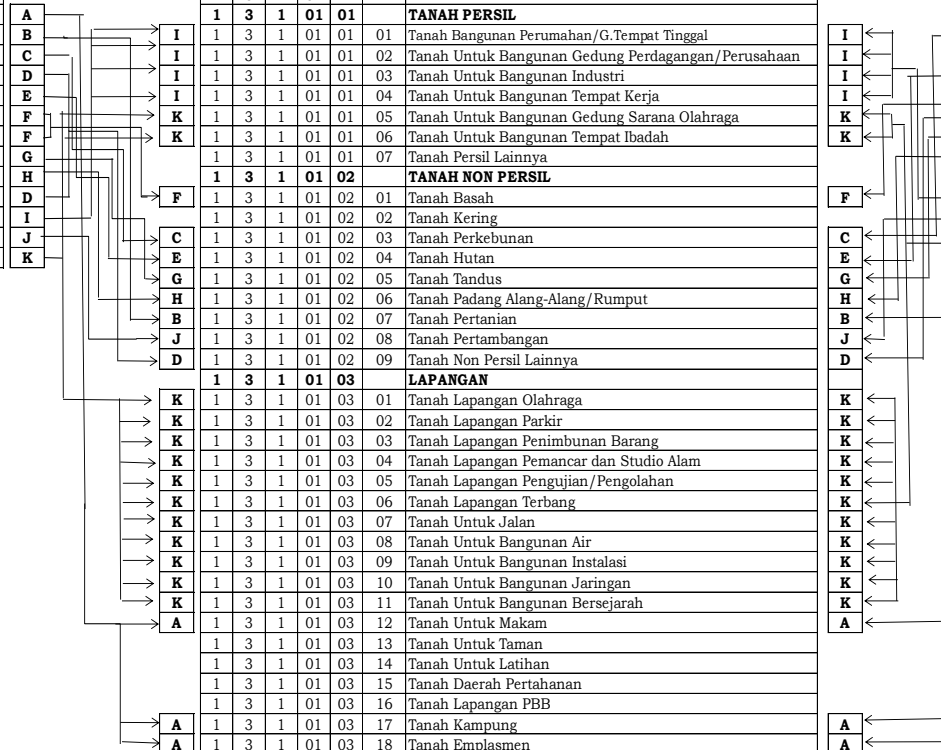 A 1 3 1 01 01 TANAH PERSIL
B I 1 3 1 01 01 01 Tanah Bangunan Perumahan/G.Tempat Tinggal I
C I 1 3 1 01 01 02 Tanah Untuk Bangunan Gedung Perdagangan/Perusahaan I
D I 1 3 1 01 01 03 Tanah Untuk Bangunan Industri I
E I 1 3 1 01 01 04 Tanah Untuk Bangunan Tempat Kerja I
F K 1 3 1 01 01 05 Tanah Untuk Bangunan Gedung Sarana Olahraga K
F K 1 3 1 01 01 06 Tanah Untuk Bangunan Tempat Ibadah K
G 1 3 1 01 01 07 Tanah Persil Lainnya
H 1 3 1 01 02 TANAH NON PERSIL
D F 1 3 1 01 02 01 Tanah Basah F
I 1 3 1 01 02 02 Tanah Kering
J C 1 3 1 01 02 03 Tanah Perkebunan C
K E 1 3 1 01 02 04 Tanah Hutan E
G 1 3 1 01 02 05 Tanah Tandus G
H 1 3 1 01 02 06 Tanah Padang Alang-Alang/Rumput H
B 1 3 1 01 02 07 Tanah Pertanian B
J 1 3 1 01 02 08 Tanah Pertambangan J
D 1 3 1 01 02 09 Tanah Non Persil Lainnya D
1 3 1 01 03 LAPANGAN
K 1 3 1 01 03 01 Tanah Lapangan Olahraga K
K 1 3 1 01 03 02 Tanah Lapangan Parkir K
K 1 3 1 01 03 03 Tanah Lapangan Penimbunan Barang K
K 1 3 1 01 03 04 Tanah Lapangan Pemancar dan Studio Alam K
K 1 3 1 01 03 05 Tanah Lapangan Pengujian/Pengolahan K
K 1 3 1 01 03 06 Tanah Lapangan Terbang K
K 1 3 1 01 03 07 Tanah Untuk Jalan K
K 1 3 1 01 03 08 Tanah Untuk Bangunan Air K
K 1 3 1 01 03 09 Tanah Untuk Bangunan Instalasi K
K 1 3 1 01 03 10 Tanah Untuk Bangunan Jaringan K
K 1 3 1 01 03 11 Tanah Untuk Bangunan Bersejarah K
A 1 3 1 01 03 12 Tanah Untuk Makam A
1 3 1 01 03 13 Tanah Untuk Taman
1 3 1 01 03 14 Tanah Untuk Latihan
1 3 1 01 03 15 Tanah Daerah Pertahanan
1 3 1 01 03 16 Tanah Lapangan PBB
A 1 3 1 01 03 17 Tanah Kampung A
A 1 3 1 01 03 18 Tanah Emplasmen A